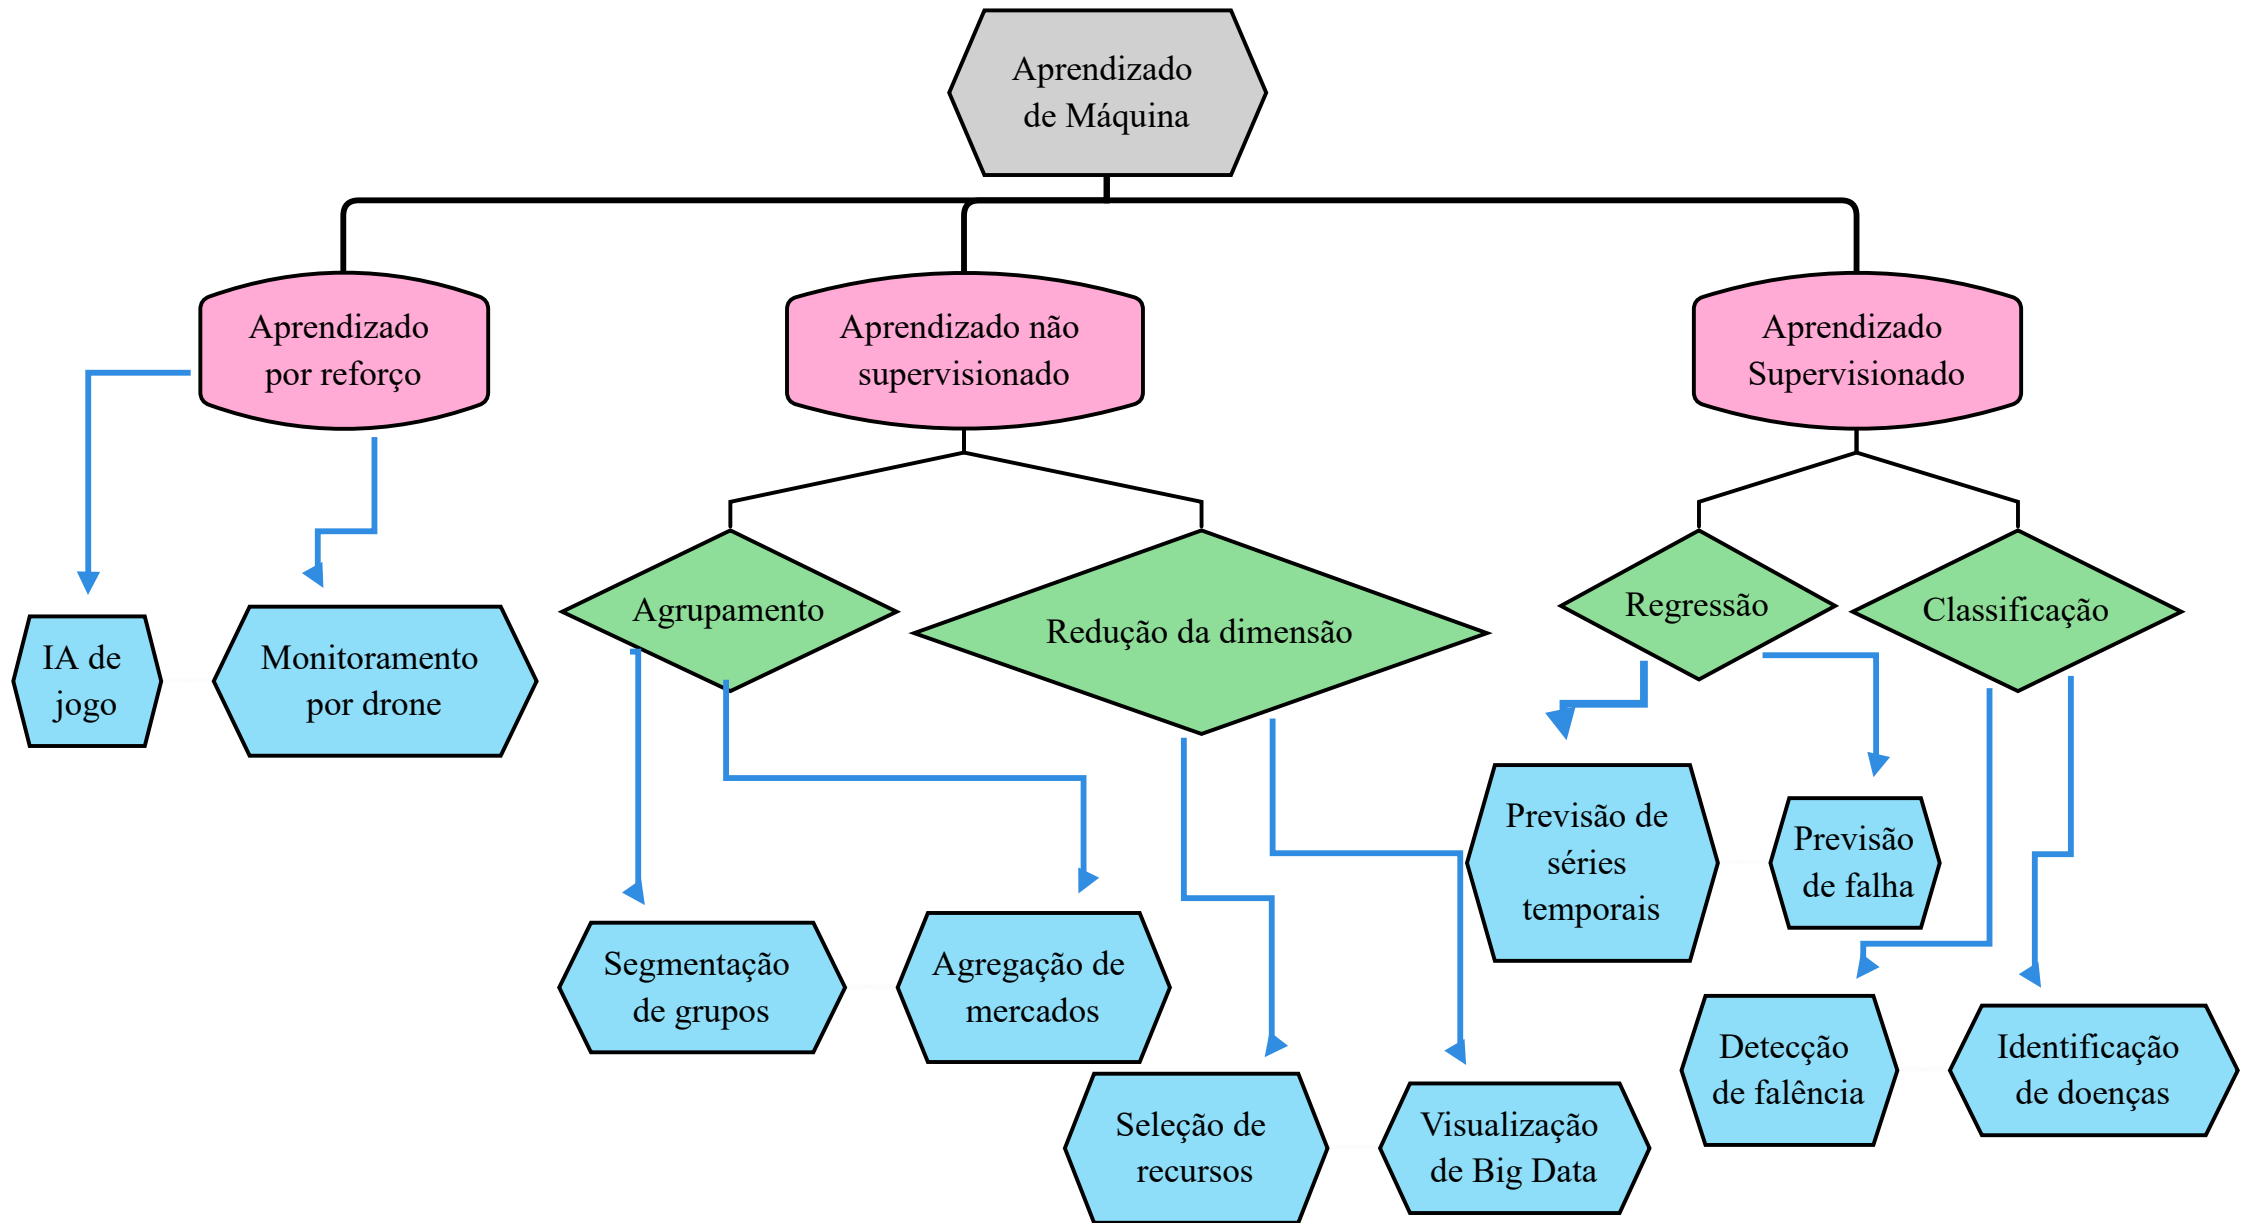 Aprendizado
de Máquina
Aprendizado
por reforço
Aprendizado não
supervisionado
Aprendizado
Supervisionado
Agrupamento
Redução da dimensão
Regressão
Classificação
IA de
jogo
Monitoramento
por drone
Previsão de
séries
temporais
Previsão
de falha
Segmentação
de grupos
Agregação de
mercados
Detecção
de falência
Identificação
de doenças
Seleção de
recursos
Visualização
de Big Data